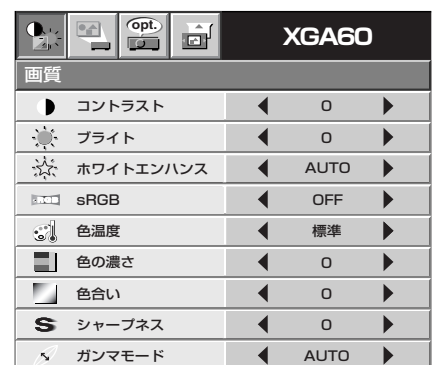 opt.
XGA60
画質
コントラスト 0
ブライト 0
ホワイトエンハンス AUTO
sRGB OFF
色温度 標準
色の濃さ 0
色合い 0
シャープネス 0
ガンマモード AUTO